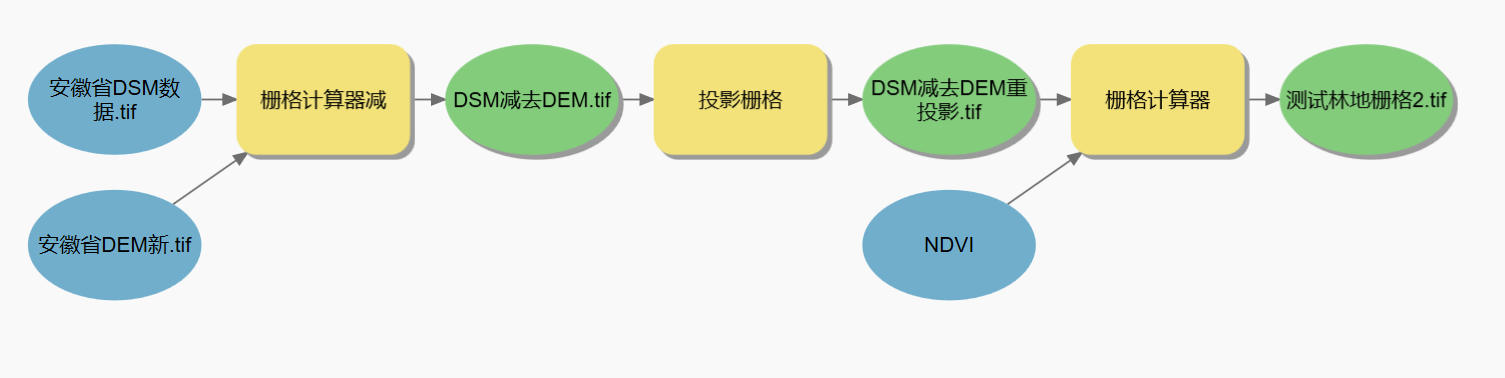 安徽省DSM数
据.tif
栅格计算器减
DSM减去DEM.tif
投影栅格
DSM减去DEM重
投影.tif
栅格计算器
测试林地栅格2.tif
安徽省DEM新.tif
NDVI